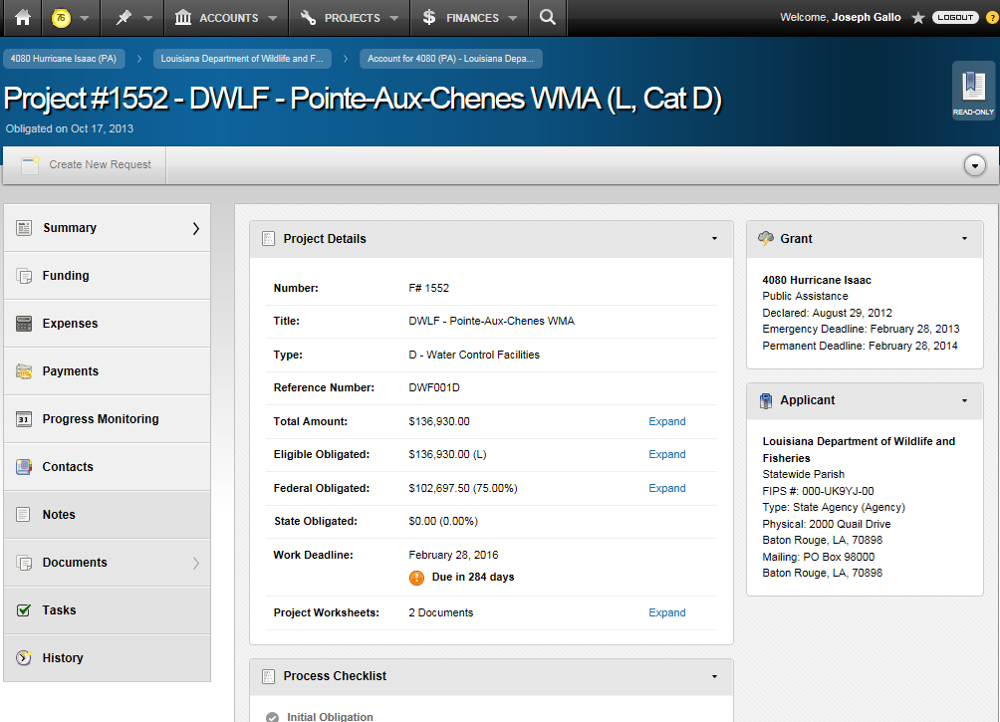 76
ACCOUNTS
PROJECTS
$ FINANCES
Welcome, Joseph Gallo
LOGOUT
?
4080 Hurricane Isaac (PA)
Louisiana Department of Wildlife and F...
Account for 4080 (PA) - Louisiana Depa...
Project #1552 - DWLF - Pointe-Aux-Chenes WMA (L, Cat D)
READ-ONLY
Obligated on Oct 17, 2013
Create New Request
Summary
Funding
Expenses
Payments
31 Progress Monitoring
Contacts
Notes
Documents
Tasks
History
Project Details
Number: F# 1552
Title: DWLF - Pointe-Aux-Chenes WMA
Type: D - Water Control Facilities
Reference Number: DWF001D
Total Amount: $136,930.00 Expand
Eligible Obligated: $136,930.00 (L) Expand
Federal Obligated: $102,697.50 (75.00%) Expand
State Obligated: $0.00 (0.00%)
Work Deadline: February 28, 2016
! Due in 284 days
Project Worksheets: 2 Documents Expand
Process Checklist
Initial Obligation
Grant
4080 Hurricane Isaac
Public Assistance
Declared: August 29, 2012
Emergency Deadline: February 28, 2013
Permanent Deadline: February 28, 2014
Applicant
Louisiana Department of Wildlife and
Fisheries
Statewide Parish
FIPS #: 000-UK9YJ-00
Type: State Agency (Agency)
Physical: 2000 Quail Drive
Baton Rouge, LA, 70898
Mailing: PO Box 98000
Baton Rouge, LA, 70898